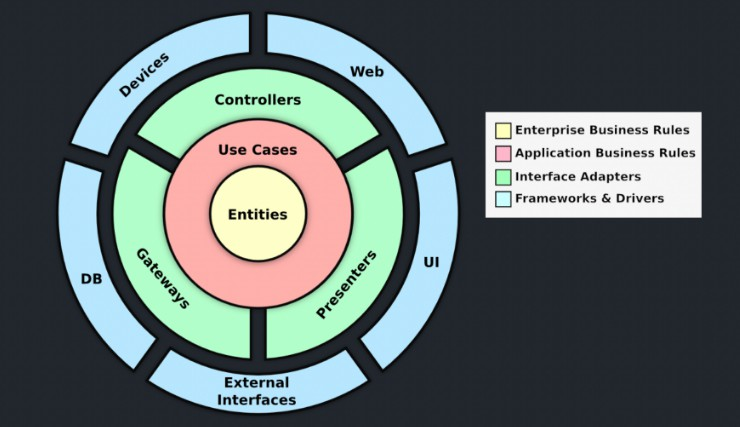 Devices
Web
Controllers
Use Cases
Entities
Gateways
Presenters
DB
UI
External
Interfaces
Enterprise Business Rules
Application Business Rules
Interface Adapters
Frameworks & Drivers